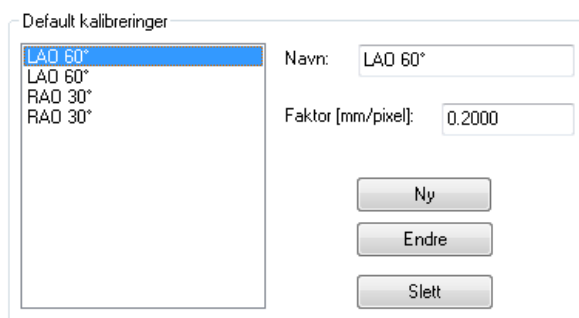 Default kalibreringer
LAO 60°
LAO 60°
RAO 30°
RAO 30°
Navn: LAO 60°
Faktor [mm/pixel]: 0.2000
Ny
Endre
Slett